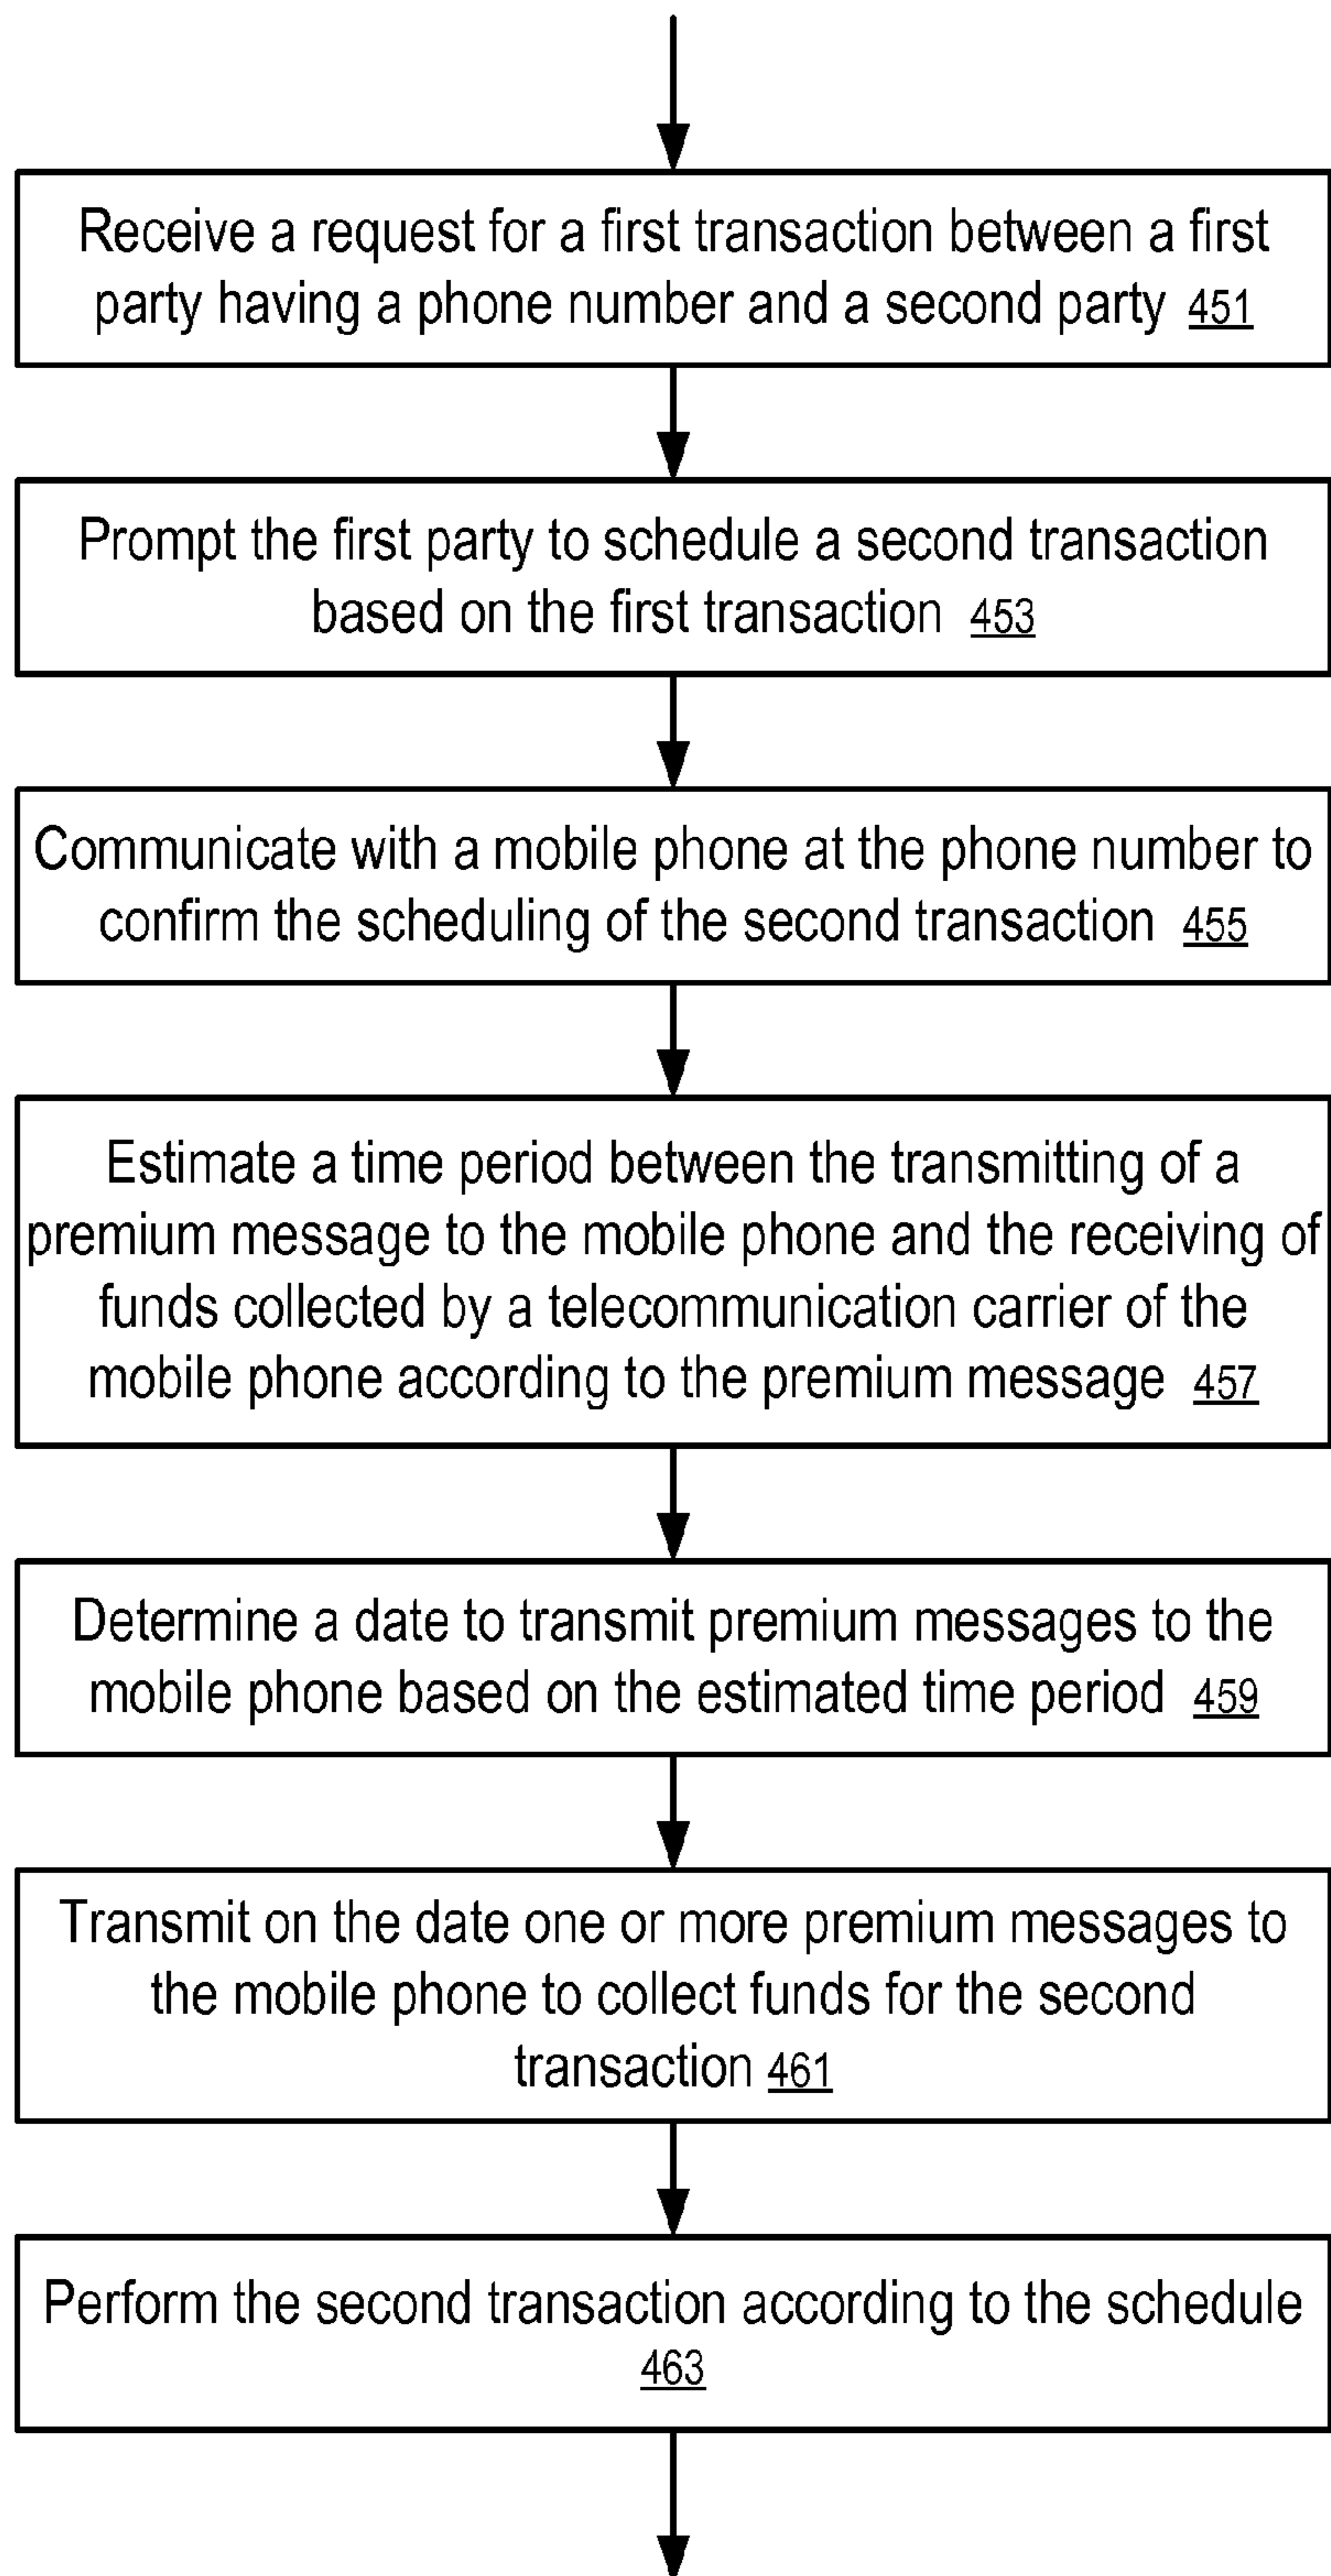 Receive a request for a first transaction between a first
party having a phone number and a second party 451
Prompt the first party to schedule a second transaction
based on the first transaction 453
Communicate with a mobile phone at the phone number to
confirm the scheduling of the second transaction 455
Estimate a time period between the transmitting of a
premium message to the mobile phone and the receiving of
funds collected by a telecommunication carrier of the
mobile phone according to the premium message 457
Determine a date to transmit premium messages to the
mobile phone based on the estimated time period 459
Transmit on the date one or more premium messages to
the mobile phone to collect funds for the second
transaction 461
Perform the second transaction according to the schedule
463